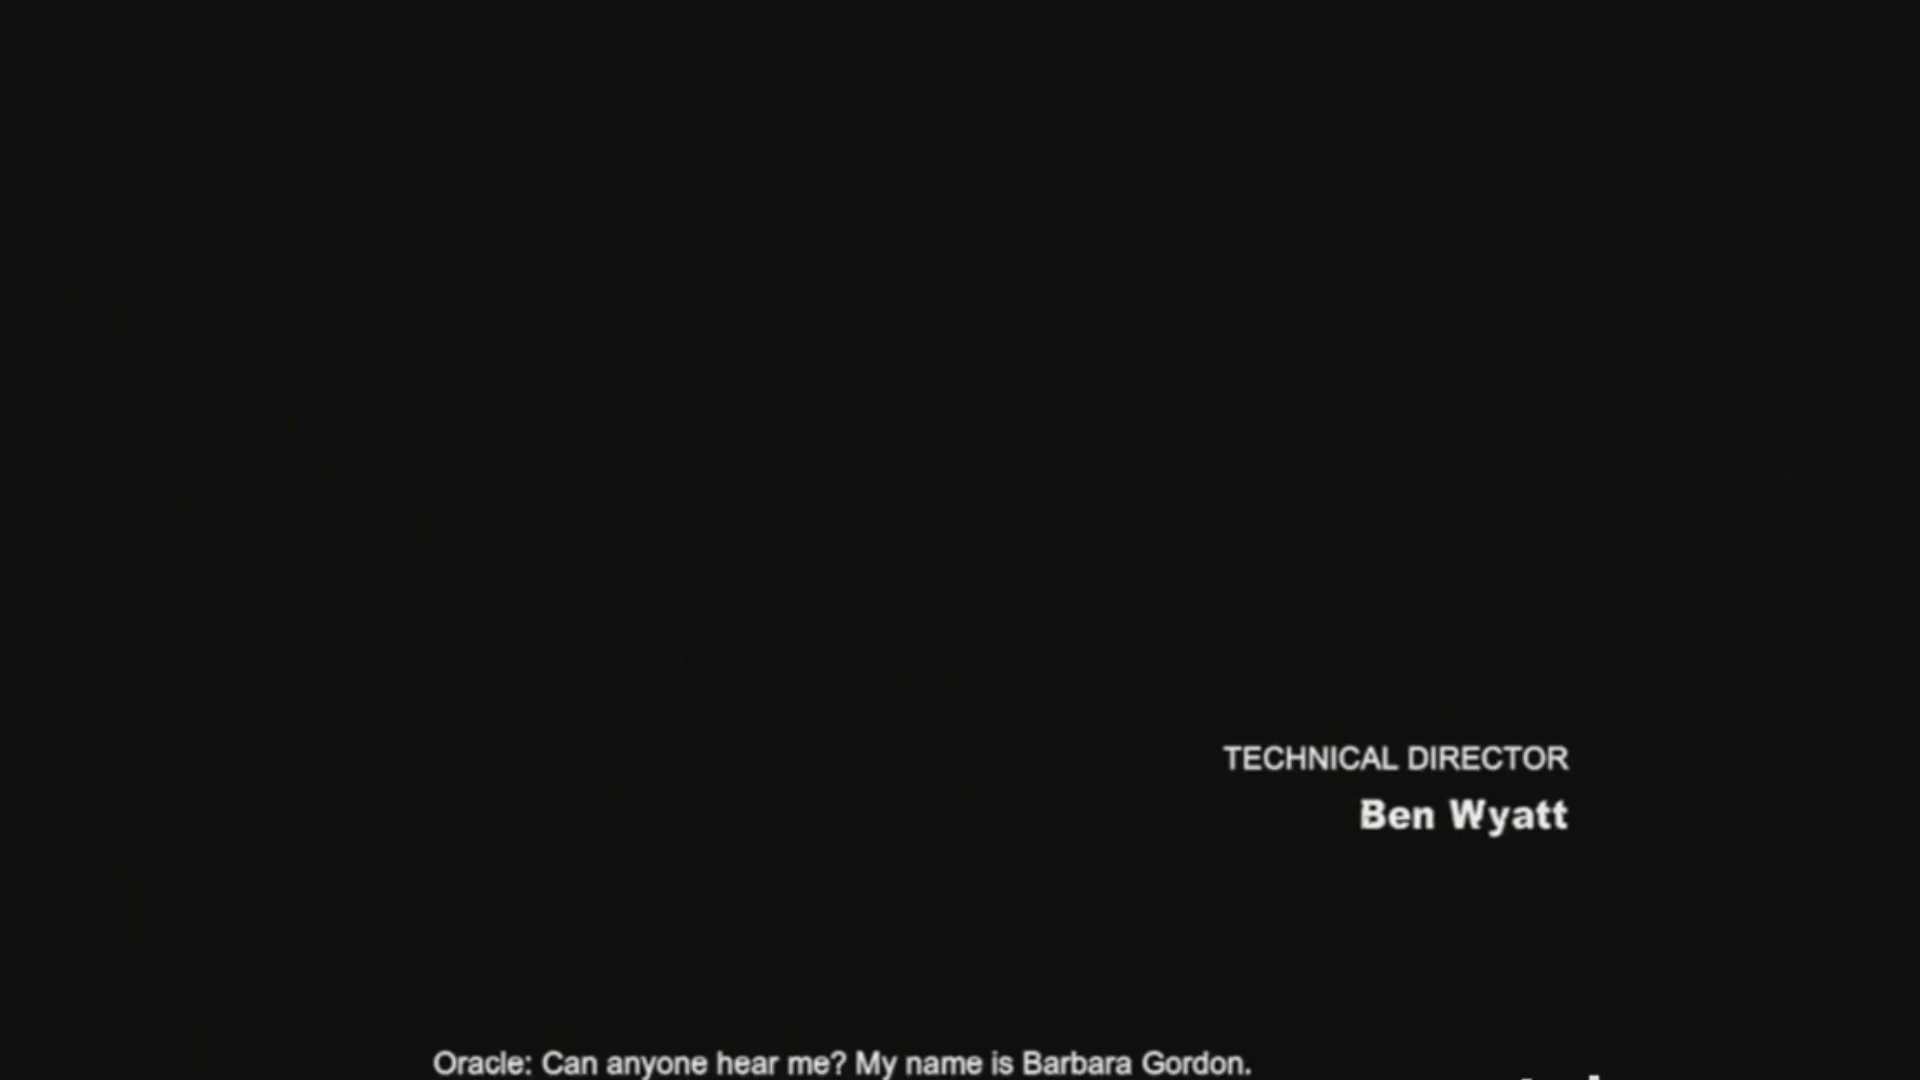 TECHNICAL DIRECTOR
Ben Wyatt
Oracle: Can anyone hear me? My name is Barbara Gordon.